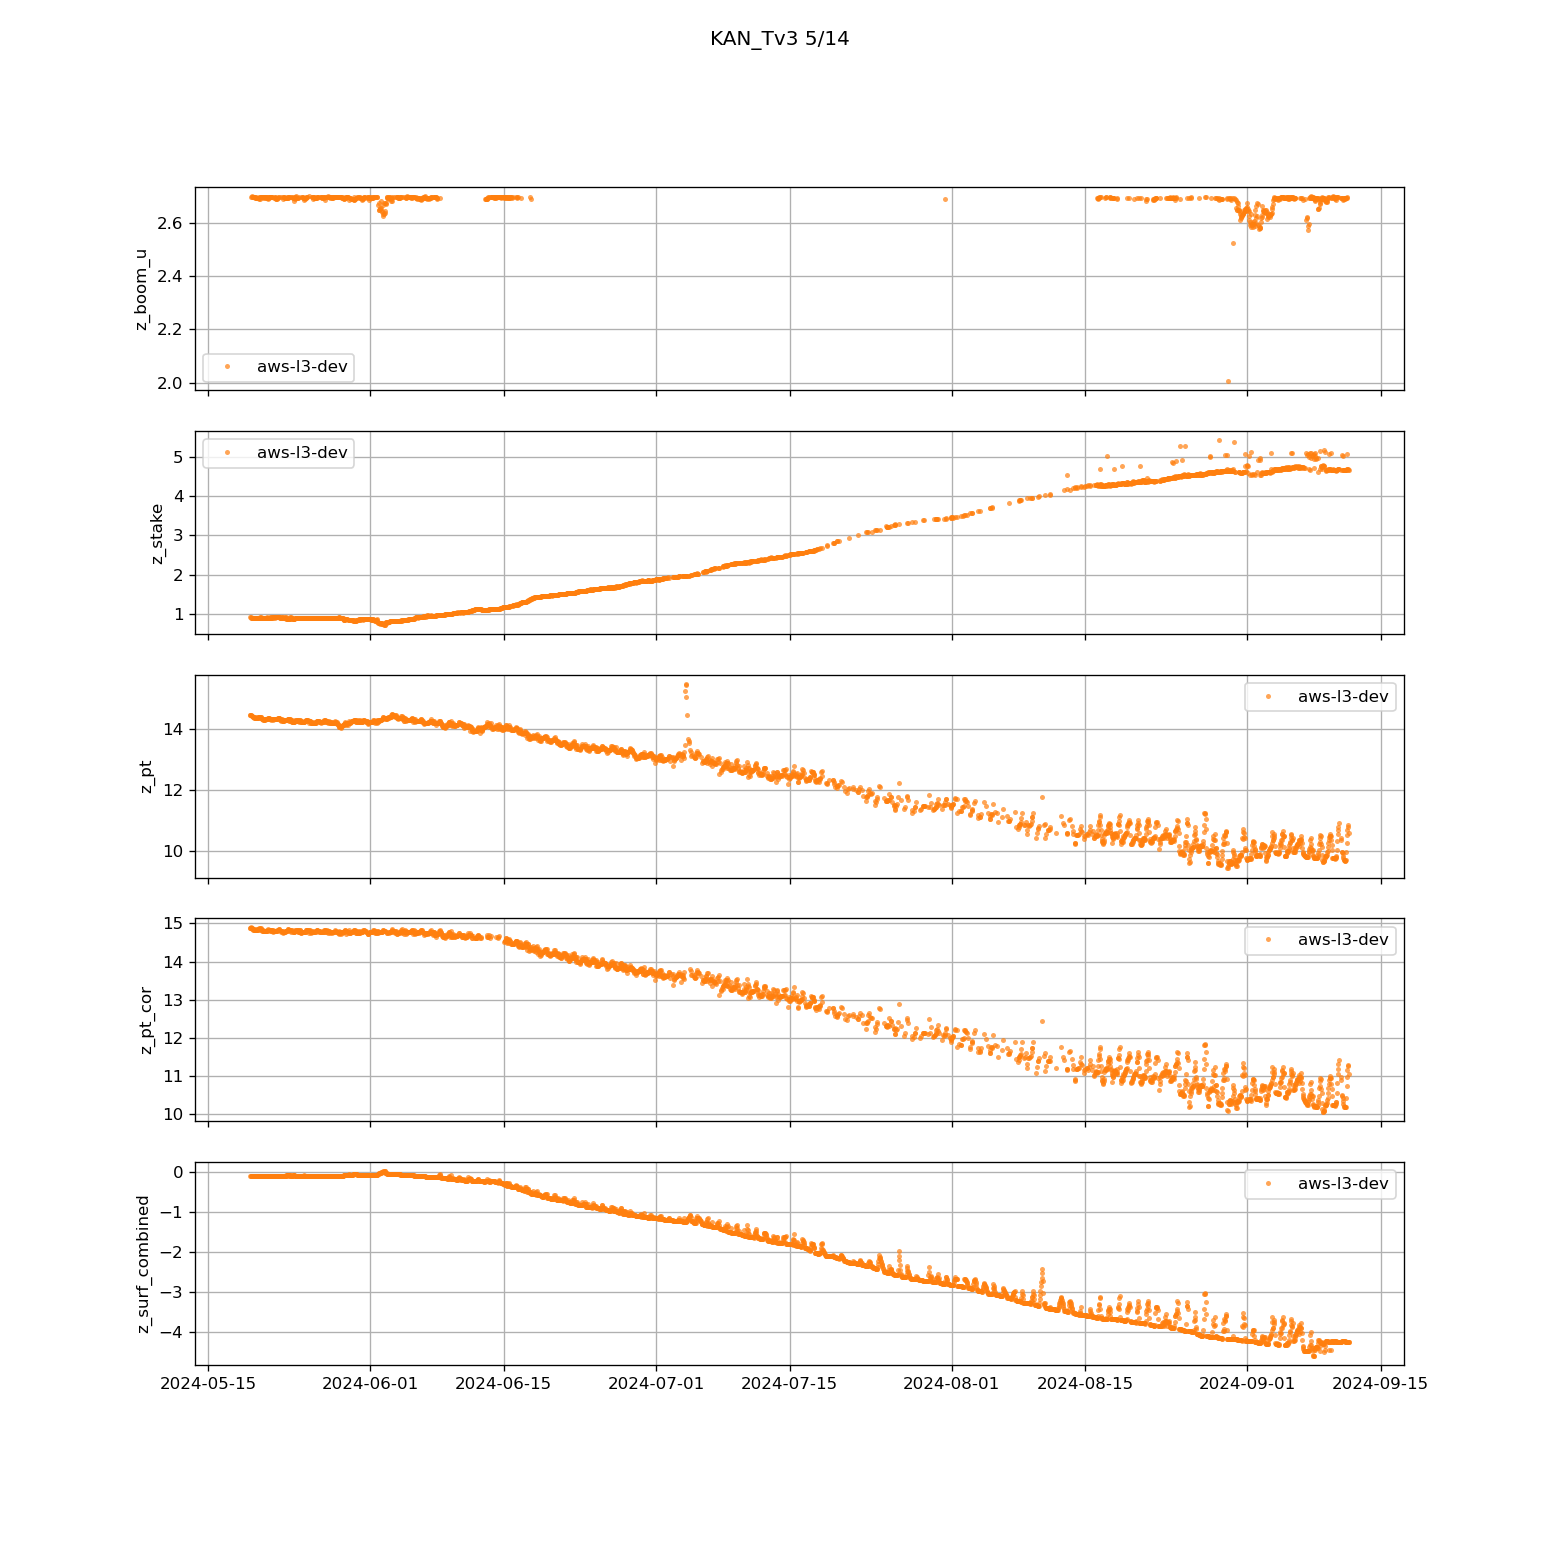 KAN_Tv3 5/14
z_boom_u
2.6
2.4
2.2
2.0
aws-l3-dev
z_stake
5
4
3
2
1
aws-l3-dev
z_pt
14
12
10
aws-l3-dev
z_pt_cor
15
14
13
12
11
10
aws-l3-dev
z_surf_combined
0
−1
−2
−3
−4
aws-l3-dev
2024-05-15 2024-06-01 2024-06-15 2024-07-01 2024-07-15 2024-08-01 2024-08-15 2024-09-01 2024-09-15